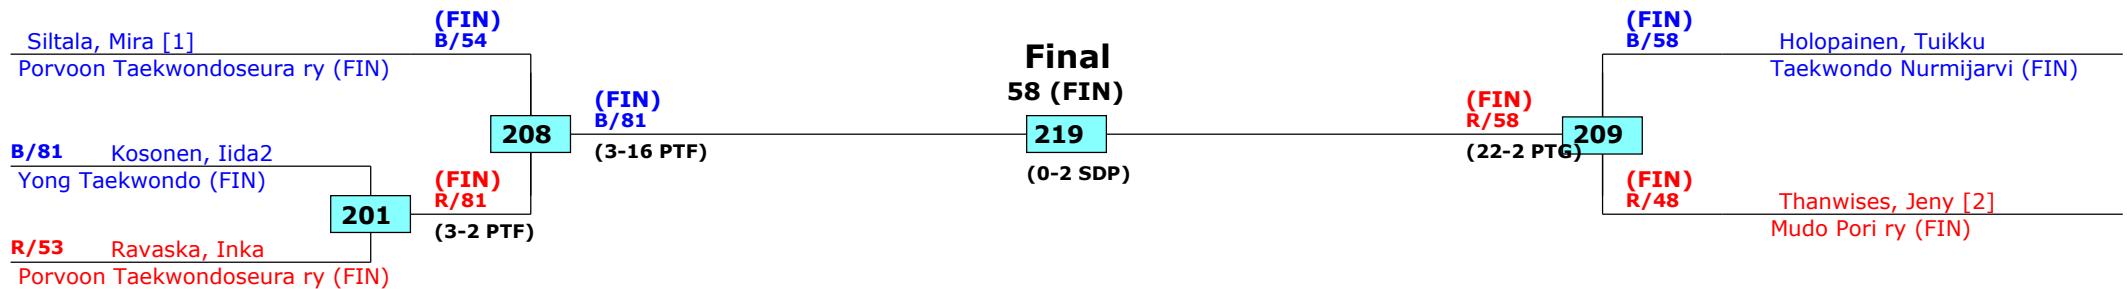 Siltala, Mira [1]
Porvoon Taekwondoseura ry (FIN)
(FIN)
B/54
B/81 Kosonen, Iida2
Yong Taekwondo (FIN)
R/53 Ravaska, Inka
Porvoon Taekwondoseura ry (FIN)
201
(FIN)
R/81
(3-2 PTF)
208
(FIN)
B/81
(3-16 PTF)
Final
58 (FIN)
219
(0-2 SDP)
(FIN)
R/58
(22-2 PTG)
209
(FIN)
B/58
Holopainen, Tuikku
Taekwondo Nurmijarvi (FIN)
(FIN)
R/48
Thanwises, Jeny [2]
Mudo Pori ry (FIN)